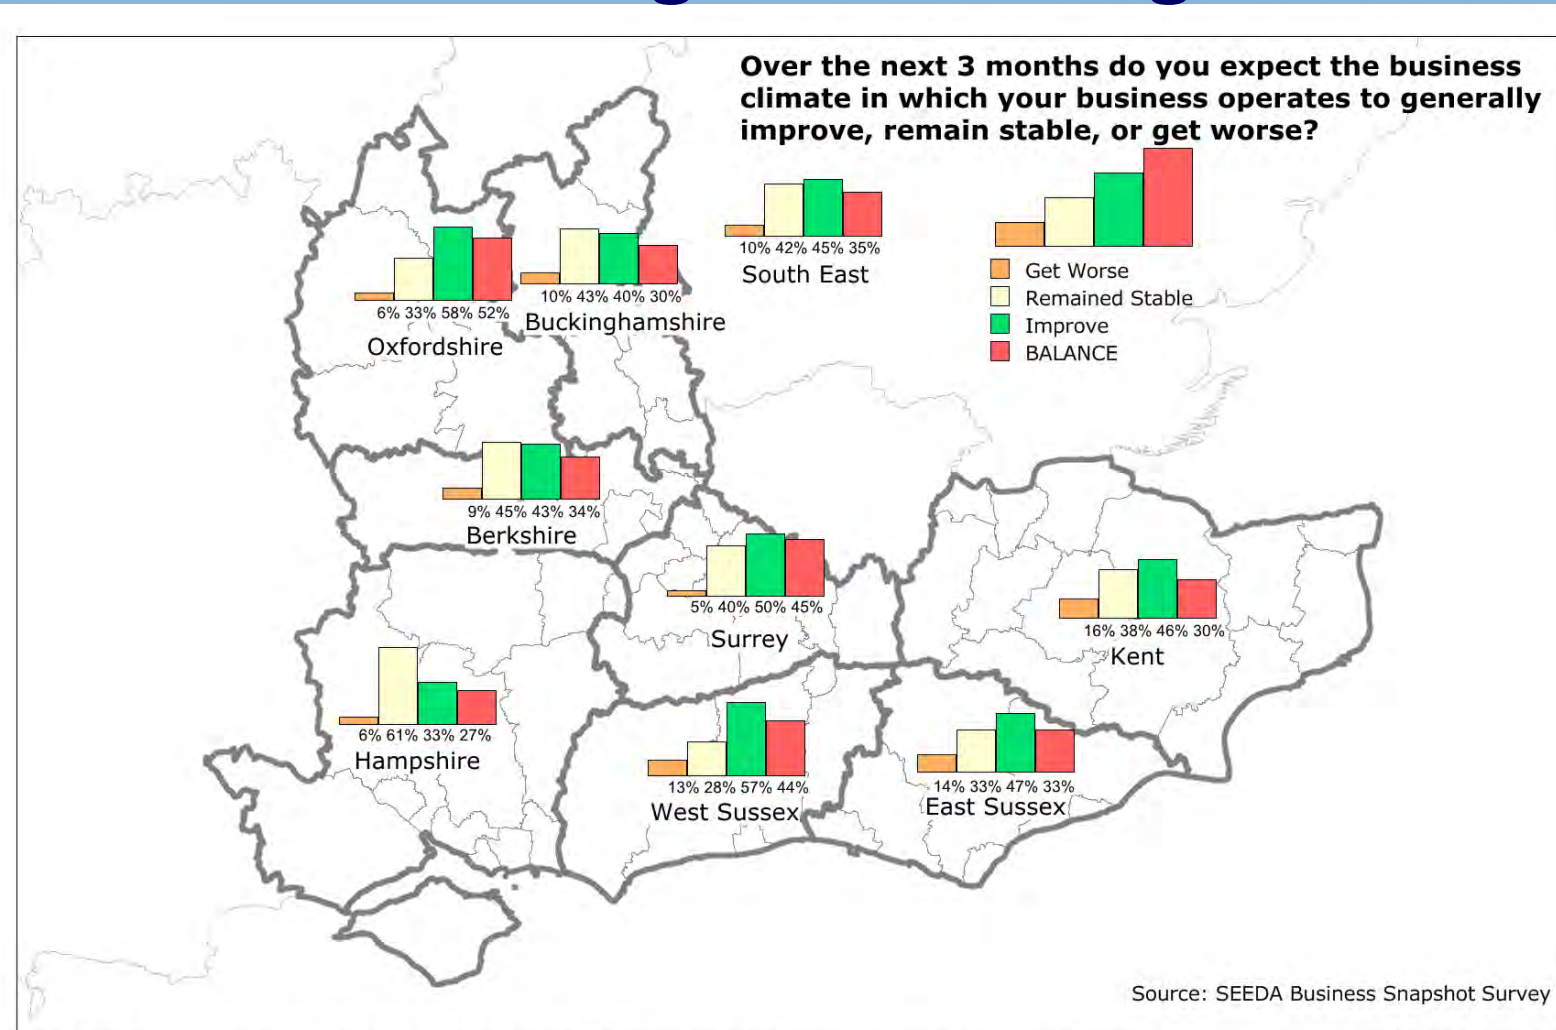 Over the next 3 months do you expect the business
climate in which your business operates to generally
improve, remain stable, or get worse?
10% 42% 45% 35%
South East
Get Worse
Remained Stable
Improve
BALANCE
6% 33% 58% 52%
Oxfordshire
10% 43% 40% 30%
Buckinghamshire
9% 45% 43% 34%
Berkshire
5% 40% 50% 45%
Surrey
16% 38% 46% 30%
Kent
6% 61% 33% 27%
Hampshire
13% 28% 57% 44%
West Sussex
14% 33% 47% 33%
East Sussex
Source: SEEDA Business Snapshot Survey